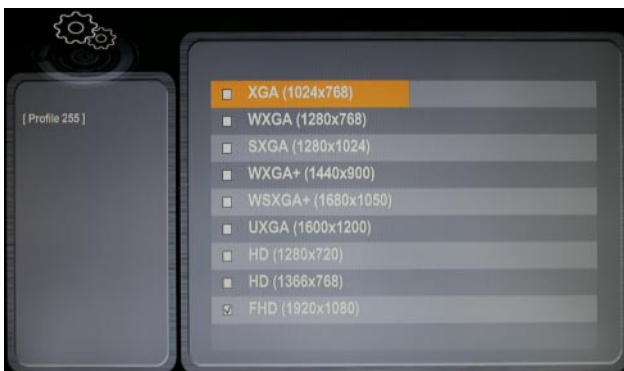 [ Profile 255 ]
XGA (1024x768)
WXGA (1280x768)
SXGA (1280x1024)
WXGA+ (1440x900)
WSXGA+ (1680x1050)
UXGA (1600x1200)
HD (1280x720)
HD (1366x768)
FHD (1920x1080)